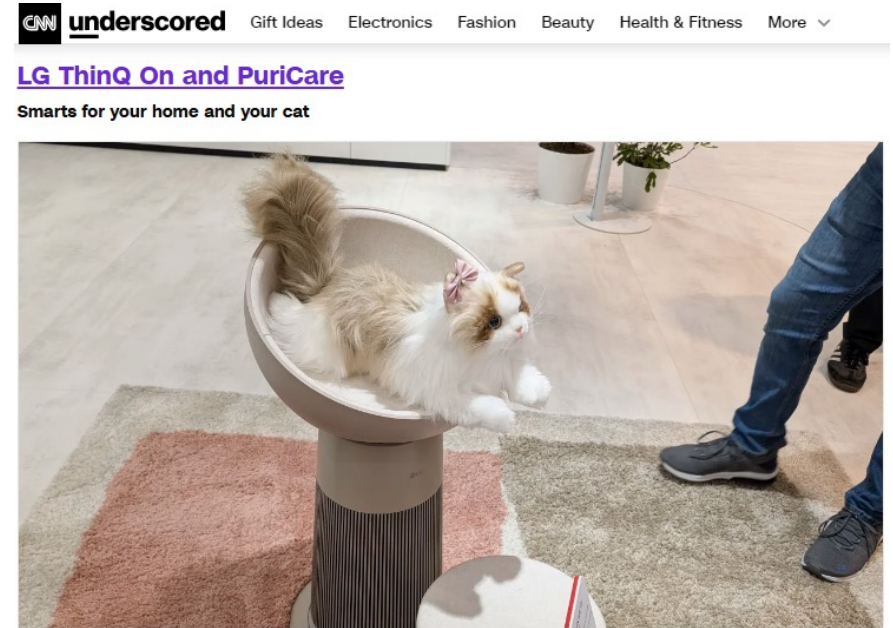 CNN underscored Gift Ideas Electronics Fashion Beauty Health & Fitness More
LG ThinQ On and PuriCare
Smarts for your home and your cat